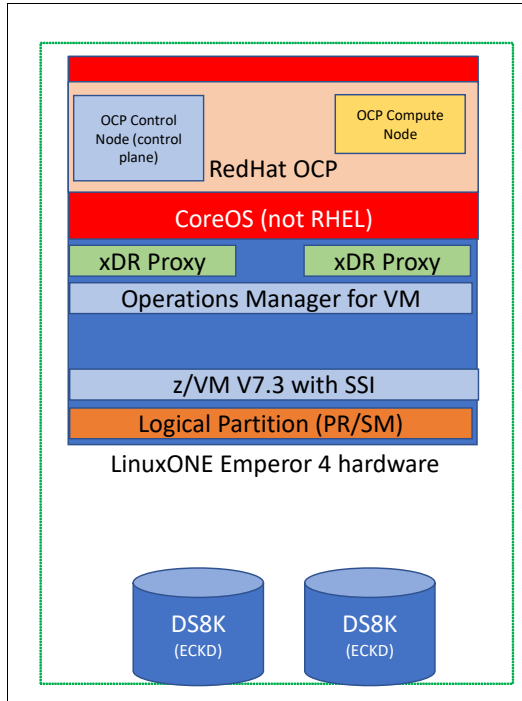 OCP Control
Node (control
plane)
OCP Compute
Node
RedHat OCP
CoreOS (not RHEL)
xDR Proxy
xDR Proxy
Operations Manager for VM
z/VM V7.3 with SSI
Logical Partition (PR/SM)
LinuxONE Emperor 4 hardware
DS8K
(ECKD)
DS8K
(ECKD)